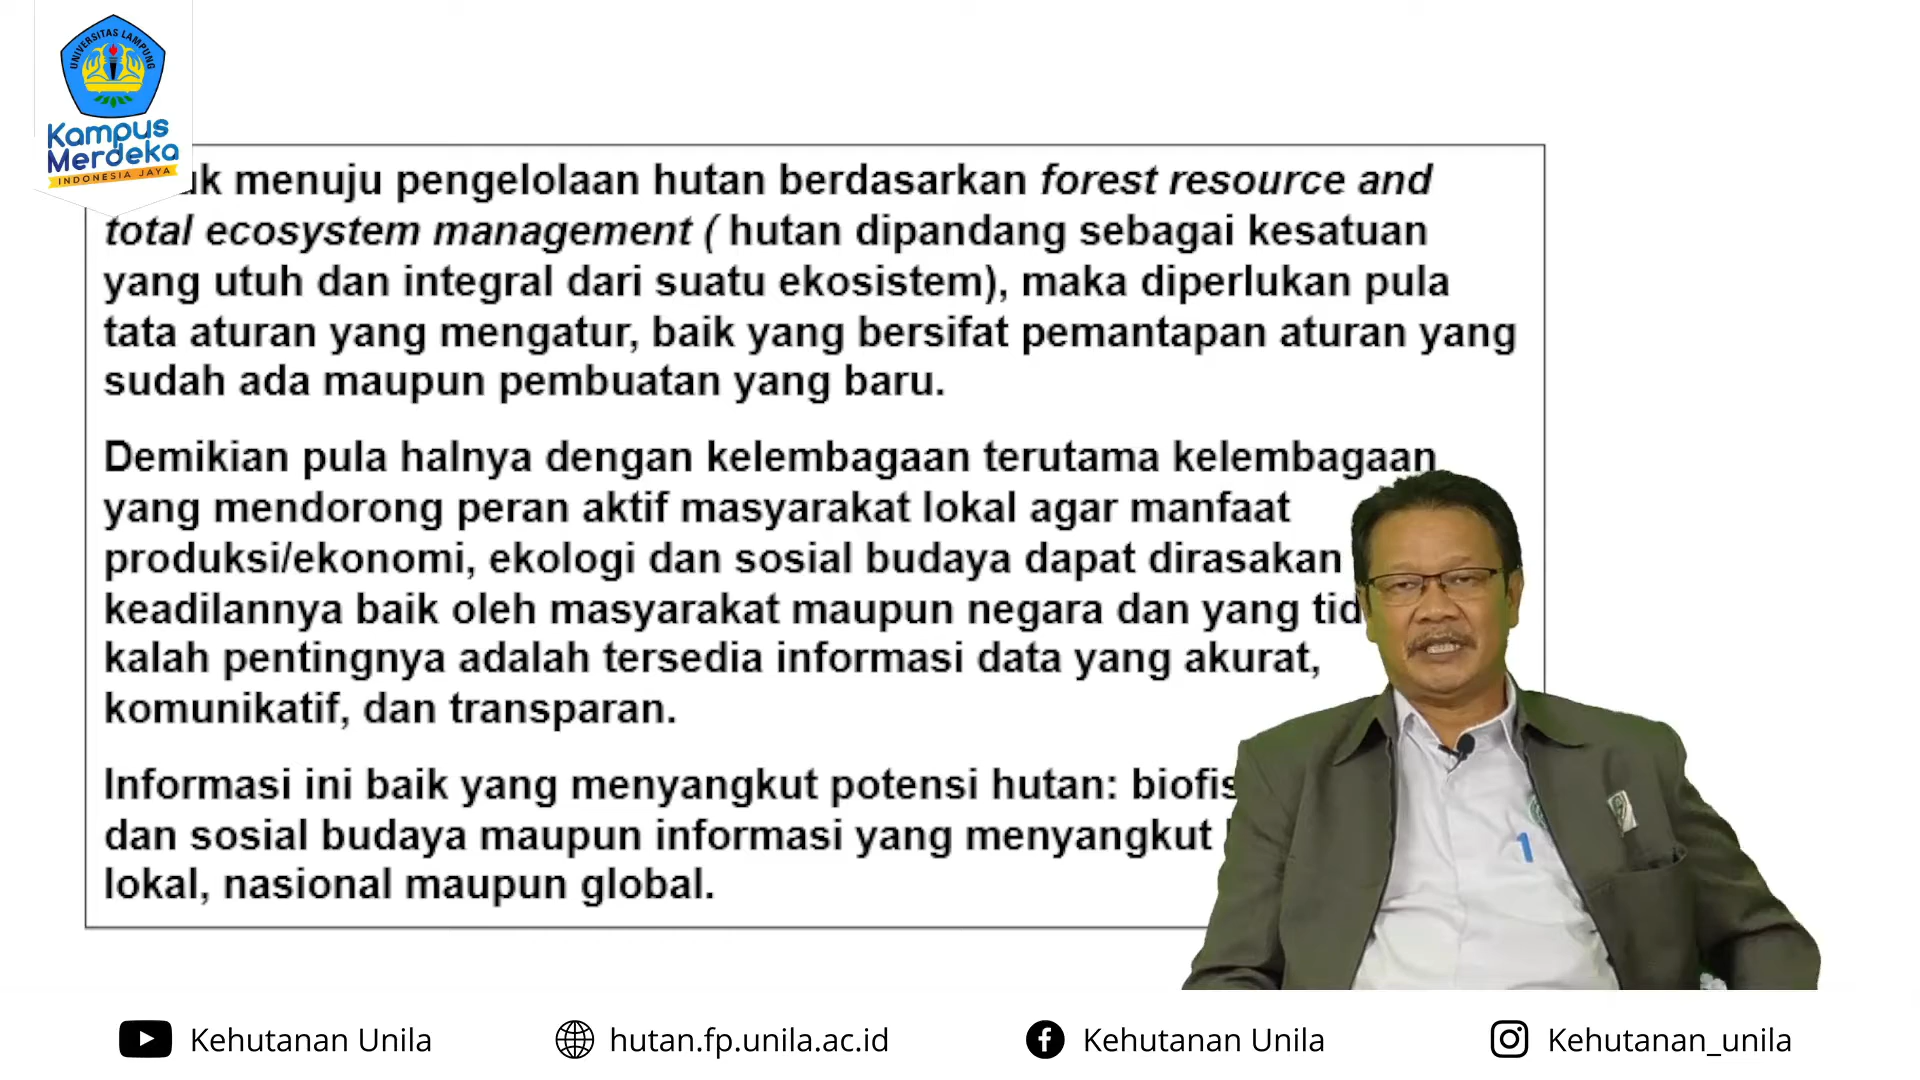 UNIVERSITAS LAMPUNG
Kampus
Merdeka
INDONESIA JAYA
menuju pengelolaan hutan berdasarkan forest resource and
total ecosystem management ( hutan dipandang sebagai kesatuan
yang utuh dan integral dari suatu ekosistem), maka diperlukan pula
tata aturan yang mengatur, baik yang bersifat pemantapan aturan yang
sudah ada maupun pembuatan yang baru.
Demikian pula halnya dengan kelembagaan terutama kelembagaan
yang mendorong peran aktif masyarakat lokal agar manfaat
produksi/ekonomi, ekologi dan sosial budaya dapat dirasakan
keadilannya baik oleh masyarakat maupun negara dan yang
kalah pentingnya adalah tersedia informasi data yang akurat,
komunikatif, dan transparan.
Informasi ini baik yang menyangkut potensi hutan:
dan sosial budaya maupun informasi yang menyangkut
lokal, nasional maupun global.
Kehutanan Unila
hutan.fp.unila.ac.id
Kehutanan Unila
Kehutanan_unila